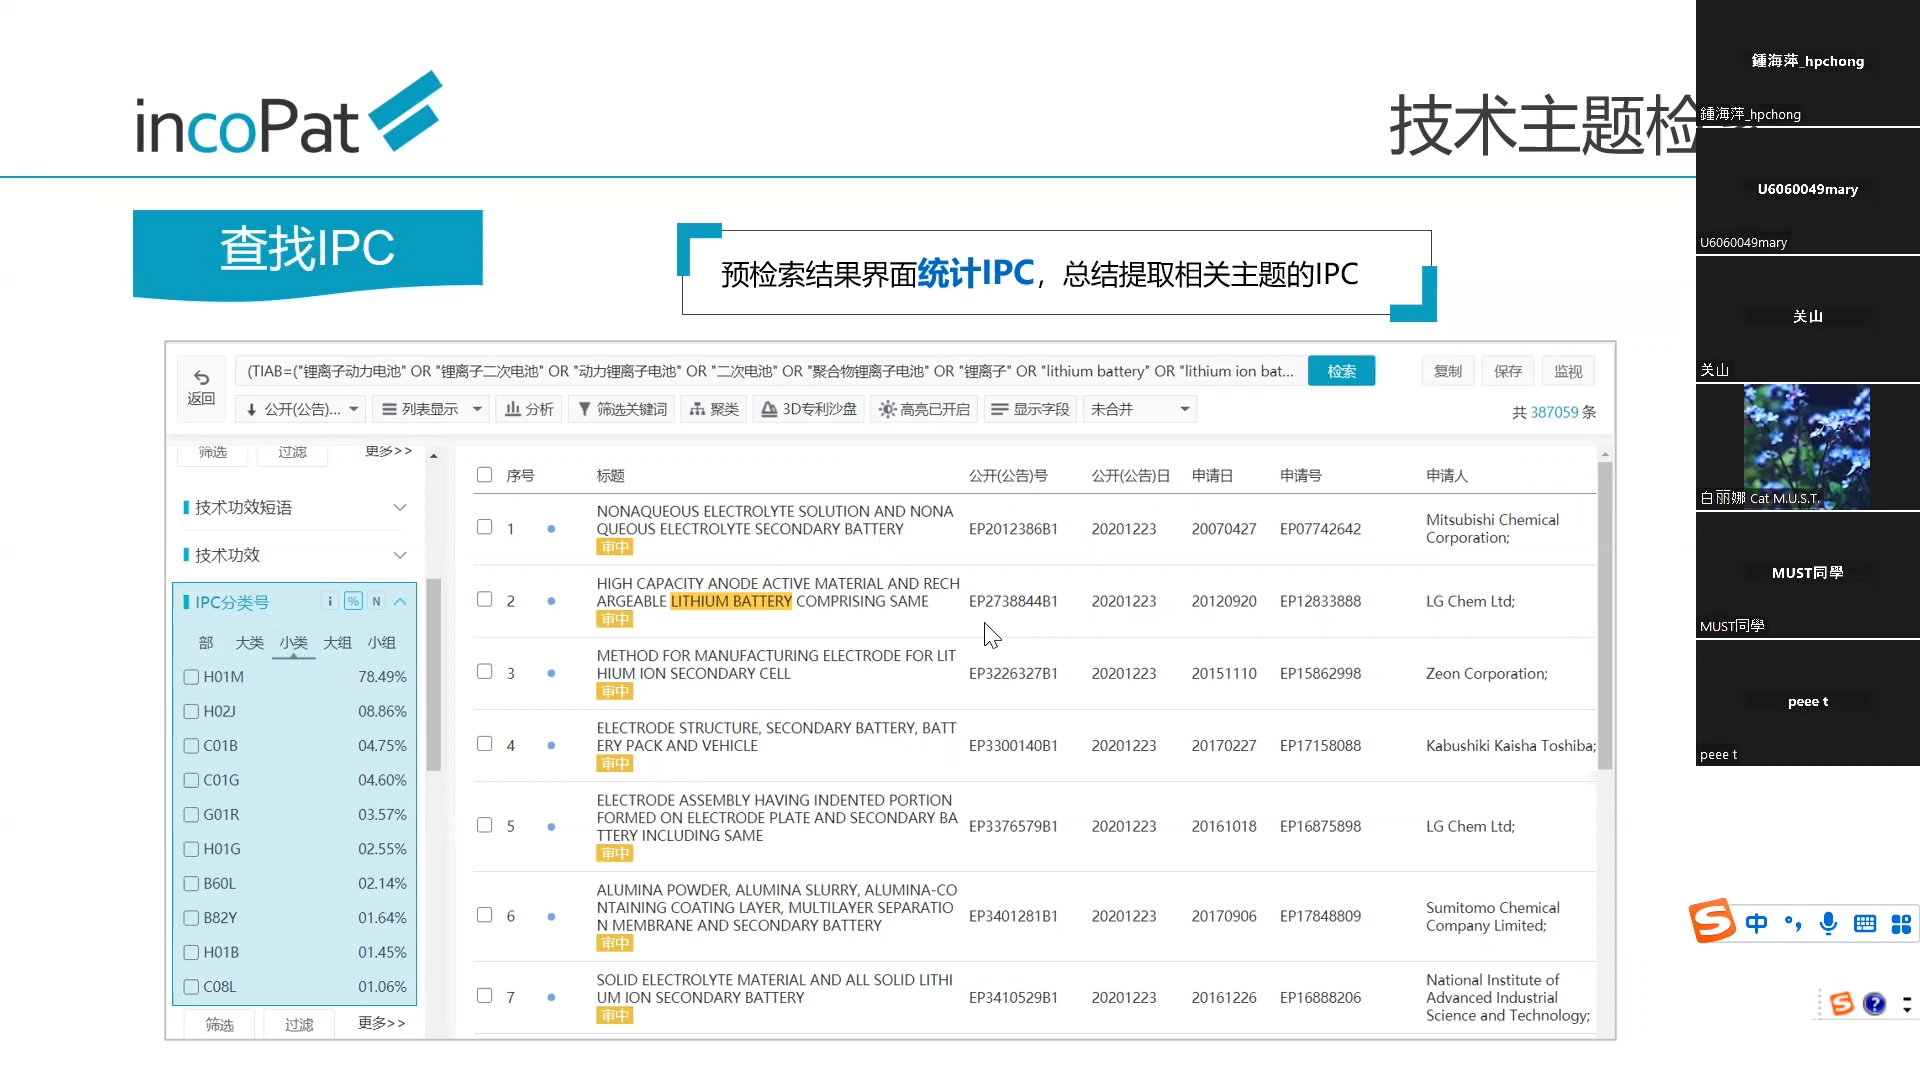 incoPat
技术主题检
查找IPC
预检索结果界面统计IPC，总结提取相关主题的IPC
返回
(TIAB=("锂离子动力电池" OR "锂离子二次电池" OR "动力锂离子电池" OR "二次电池" OR "聚合物锂离子电池" OR "锂离子" OR "lithium battery" OR "lithium ion bat...
检索
复制
保存
监视
公开(公告)...
列表显示
分析
筛选关键词
聚类
3D专利沙盘
高亮已开启
显示字段
未合并
共 387059 条
筛选
过滤
更多>>
技术功效短语
技术功效
IPC分类号
i % N
部 大类 小类 大组 小组
H01M 78.49%
H02J 08.86%
C01B 04.75%
C01G 04.60%
G01R 03.57%
H01G 02.55%
B60L 02.14%
B82Y 01.64%
H01B 01.45%
C08L 01.06%
筛选
过滤
更多>>
序号 标题 公开(公告)号 公开(公告)日 申请日 申请号 申请人
1 NONAQUEOUS ELECTROLYTE SOLUTION AND NONA
QUEOUS ELECTROLYTE SECONDARY BATTERY EP2012386B1 20201223 20070427 EP07742642 Mitsubishi Chemical
Corporation;
审中
HIGH CAPACITY ANODE ACTIVE MATERIAL AND RECH
2 ARGEABLE LITHIUM BATTERY COMPRISING SAME EP2738844B1 20201223 20120920 EP12833888 LG Chem Ltd;
审中
METHOD FOR MANUFACTURING ELECTRODE FOR LIT
3 HIUM ION SECONDARY CELL EP3226327B1 20201223 20151110 EP15862998 Zeon Corporation;
审中
ELECTRODE STRUCTURE, SECONDARY BATTERY, BATT
4 ERY PACK AND VEHICLE EP3300140B1 20201223 20170227 EP17158088 Kabushiki Kaisha Toshiba;
审中
ELECTRODE ASSEMBLY HAVING INDENTED PORTION
5 FORMED ON ELECTRODE PLATE AND SECONDARY BA
TTERY INCLUDING SAME EP3376579B1 20201223 20161018 EP16875898 LG Chem Ltd;
审中
ALUMINA POWDER, ALUMINA SLURRY, ALUMINA-CO
6 NTAINING COATING LAYER, MULTILAYER SEPARATIO
N MEMBRANE AND SECONDARY BATTERY EP3401281B1 20201223 20170906 EP17848809 Sumitomo Chemical
Company Limited;
审中
SOLID ELECTROLYTE MATERIAL AND ALL SOLID LITHI
7 UM ION SECONDARY BATTERY EP3410529B1 20201223 20161226 EP16888206 National Institute of
Advanced Industrial
Science and Technology;
审中
鍾海萍_hpchong
鍾海萍_hpchong
U6060049mary
U6060049mary
关山
关山
白丽娜 Cat M.U.S.T.
MUST同學
MUST同學
peee t
peee t
S 中
S ?